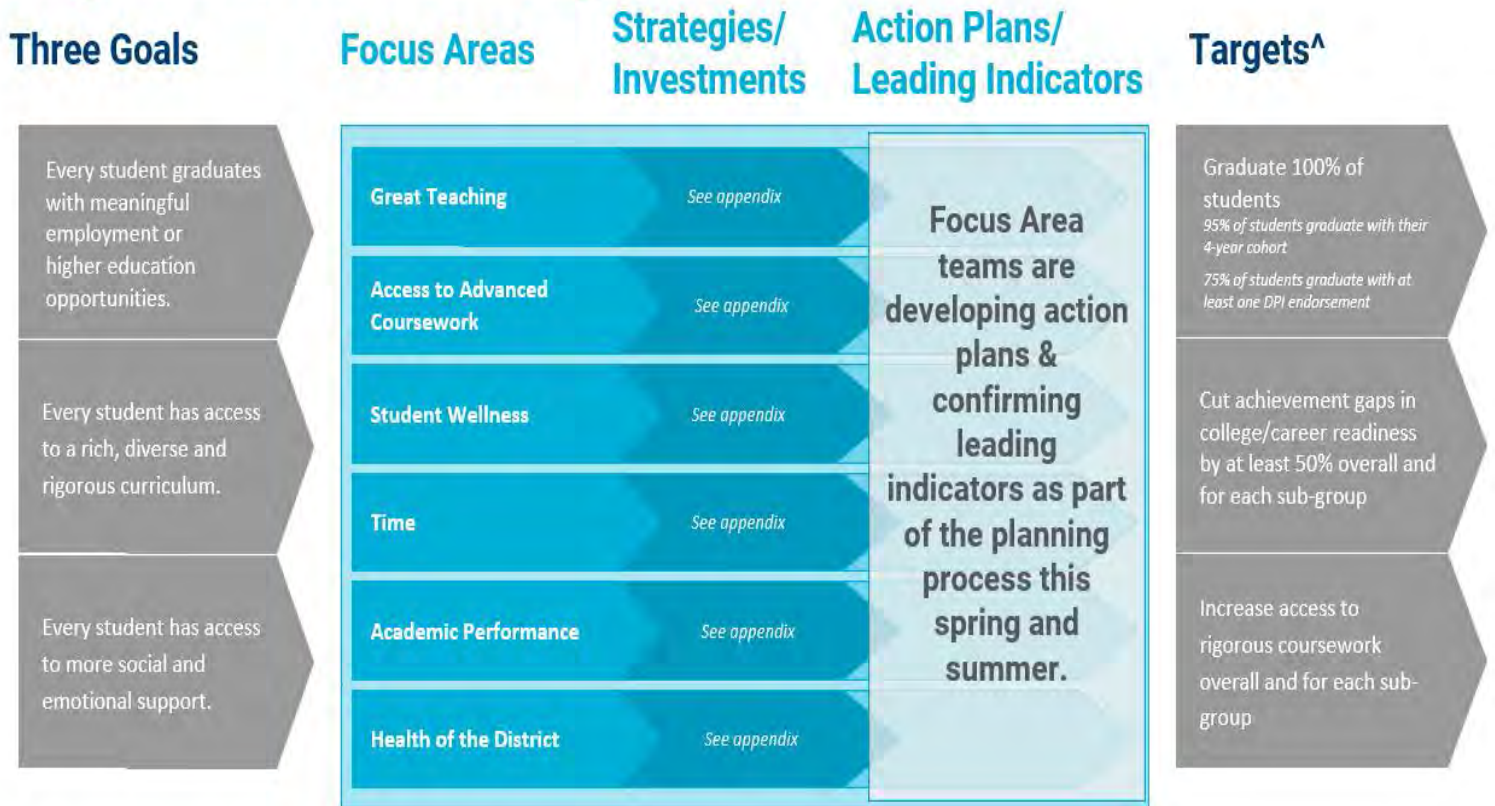 Three Goals
Focus Areas
Strategies/
Investments
Action Plans/
Leading Indicators
Targets^
Every student graduates
with meaningful
employment or
higher education
opportunities.
Every student has access
to a rich, diverse and
rigorous curriculum.
Every student has access
to more social and
emotional support.
Great Teaching
See appendix
Access to Advanced
Coursework
See appendix
Student Wellness
See appendix
Time
See appendix
Academic Performance
See appendix
Health of the District
See appendix
Focus Area
teams are
developing action
plans &
confirming
leading
indicators as part
of the planning
process this
spring and
summer.
Graduate 100% of
students
95% of students graduate with their
4-year cohort
75% of students graduate with at
least one DPI endorsement
Cut achievement gaps in
college/career readiness
by at least 50% overall and
for each sub-group
Increase access to
rigorous coursework
overall and for each sub-
group